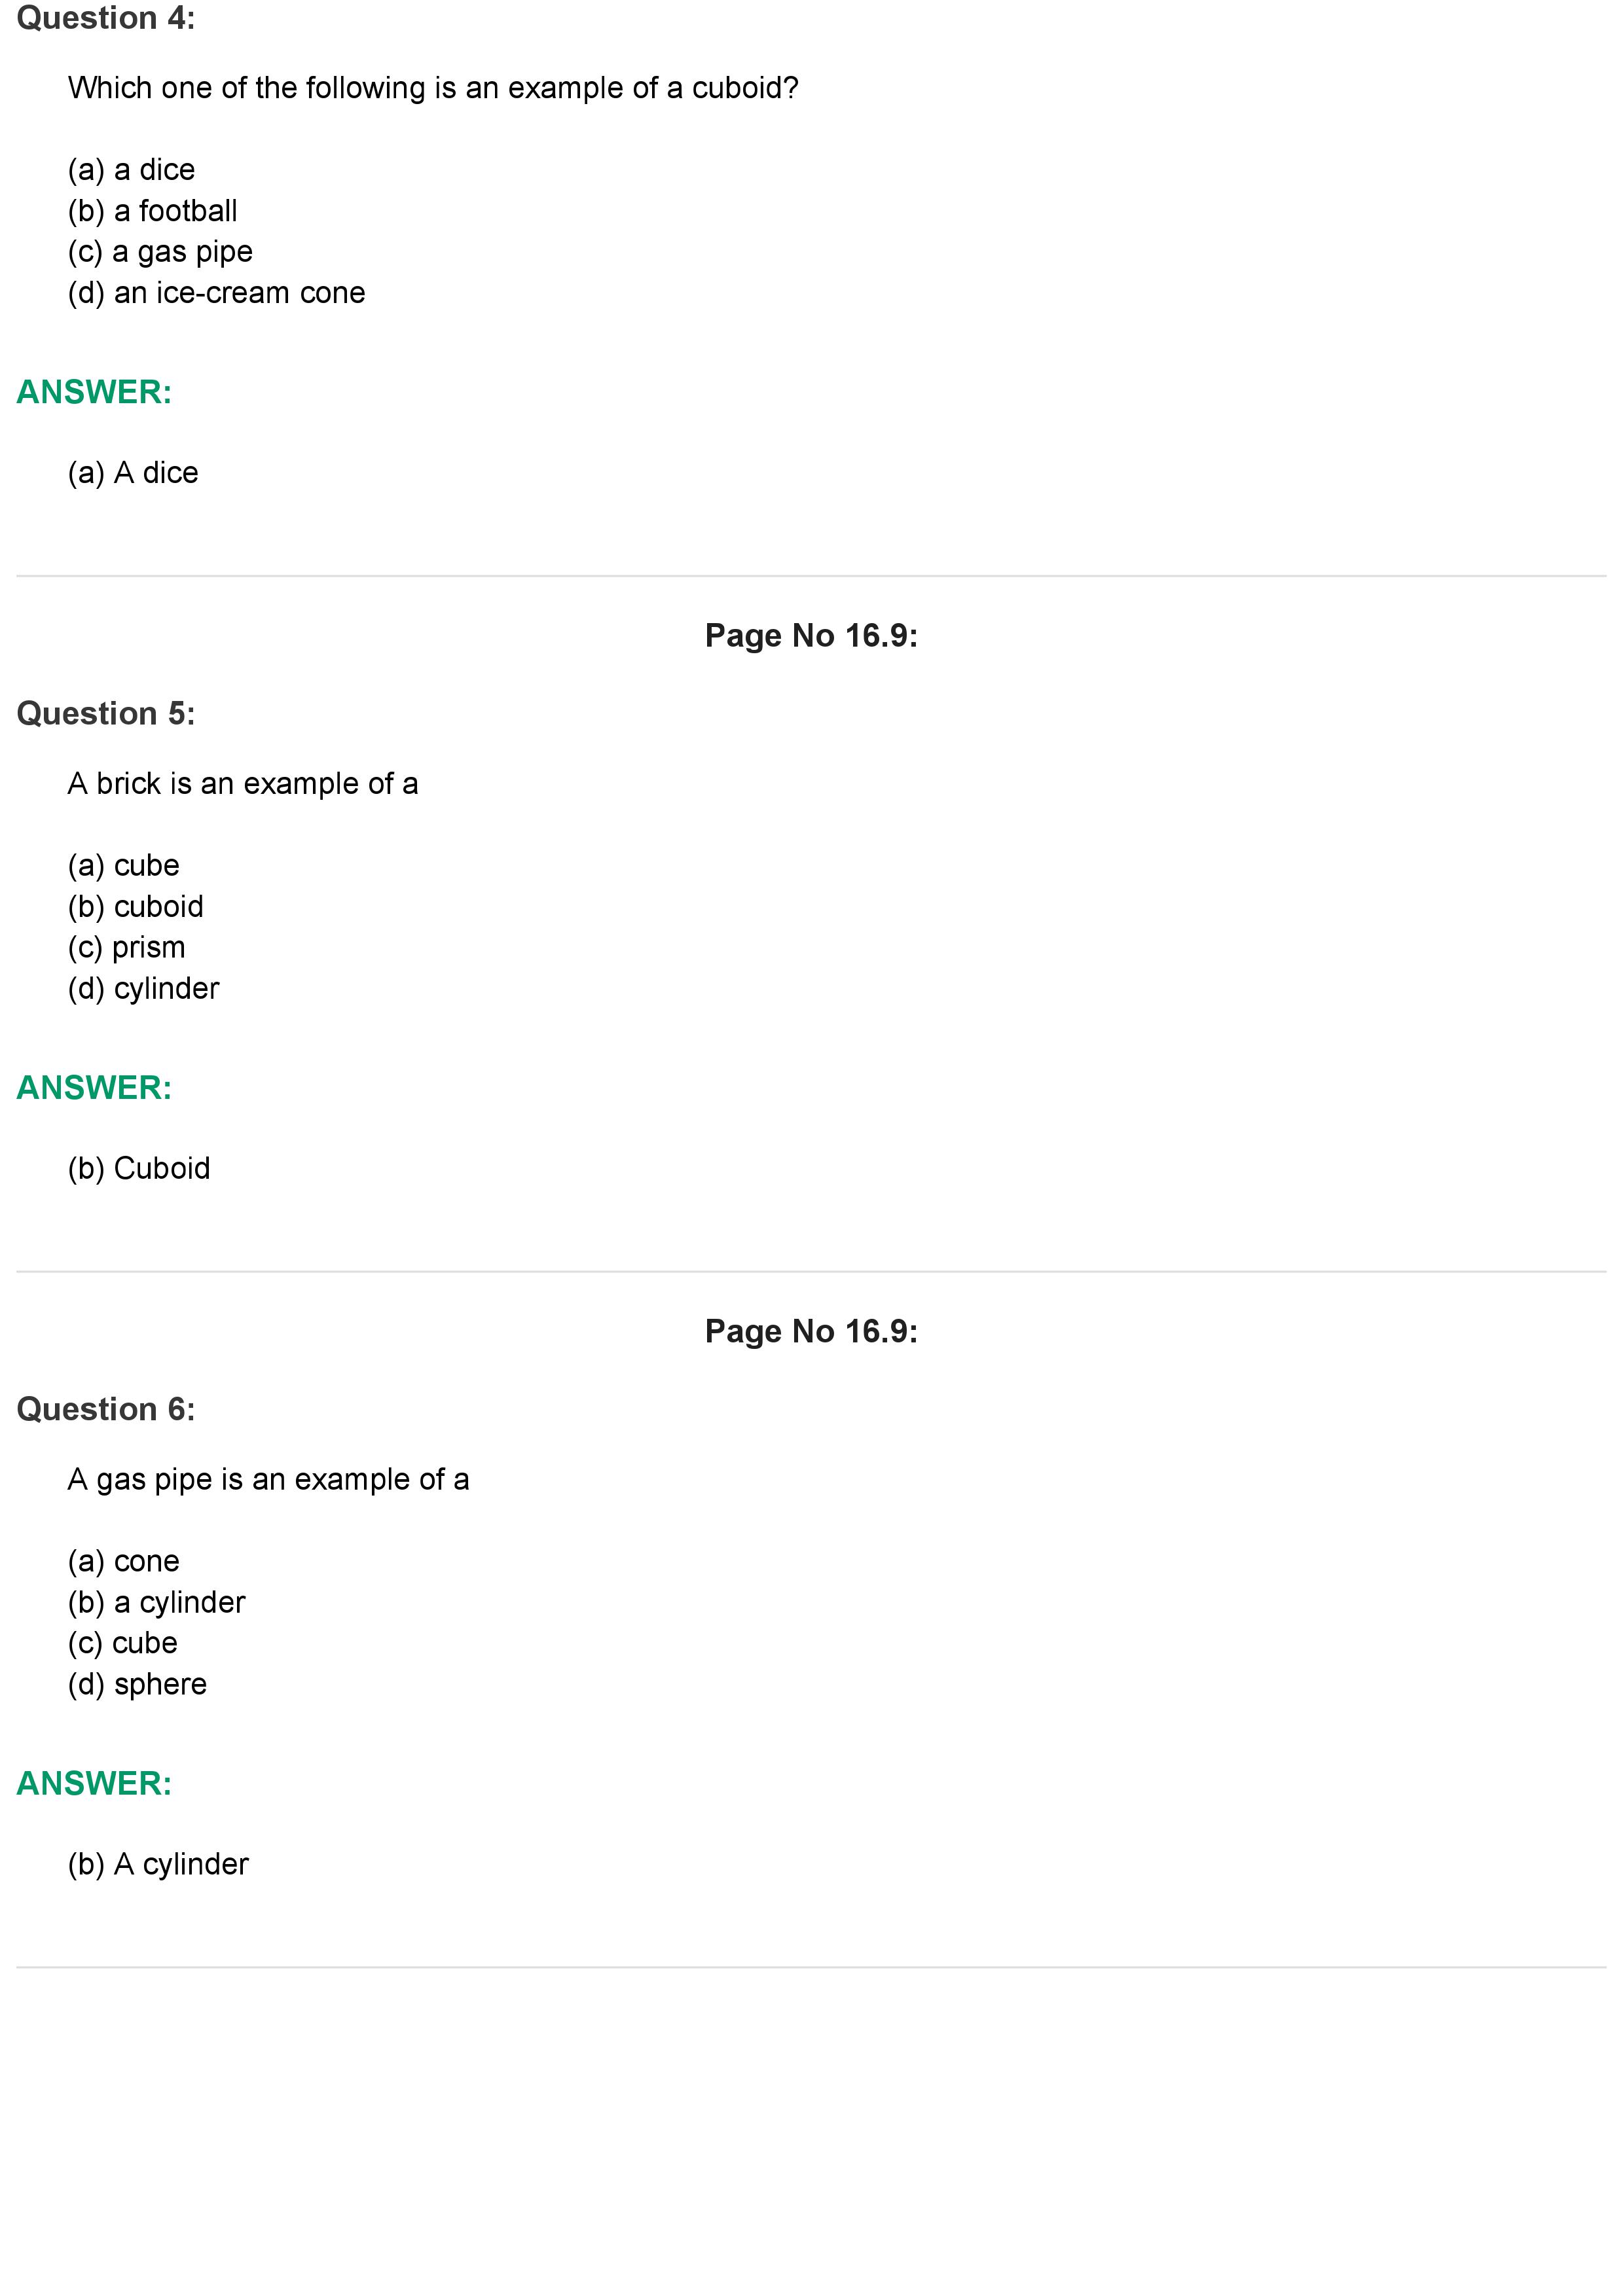 Question 4:
Which one of the following is an example of a cuboid?
(a) a dice
(b) a football
(c) a gas pipe
(d) an ice-cream cone
ANSWER:
(a) A dice
Page No 16.9:
Question 5:
A brick is an example of a
(a) cube
(b) cuboid
(c) prism
(d) cylinder
ANSWER:
(b) Cuboid
Page No 16.9:
Question 6:
A gas pipe is an example of a
(a) cone
(b) a cylinder
(c) cube
(d) sphere
ANSWER:
(b) A cylinder